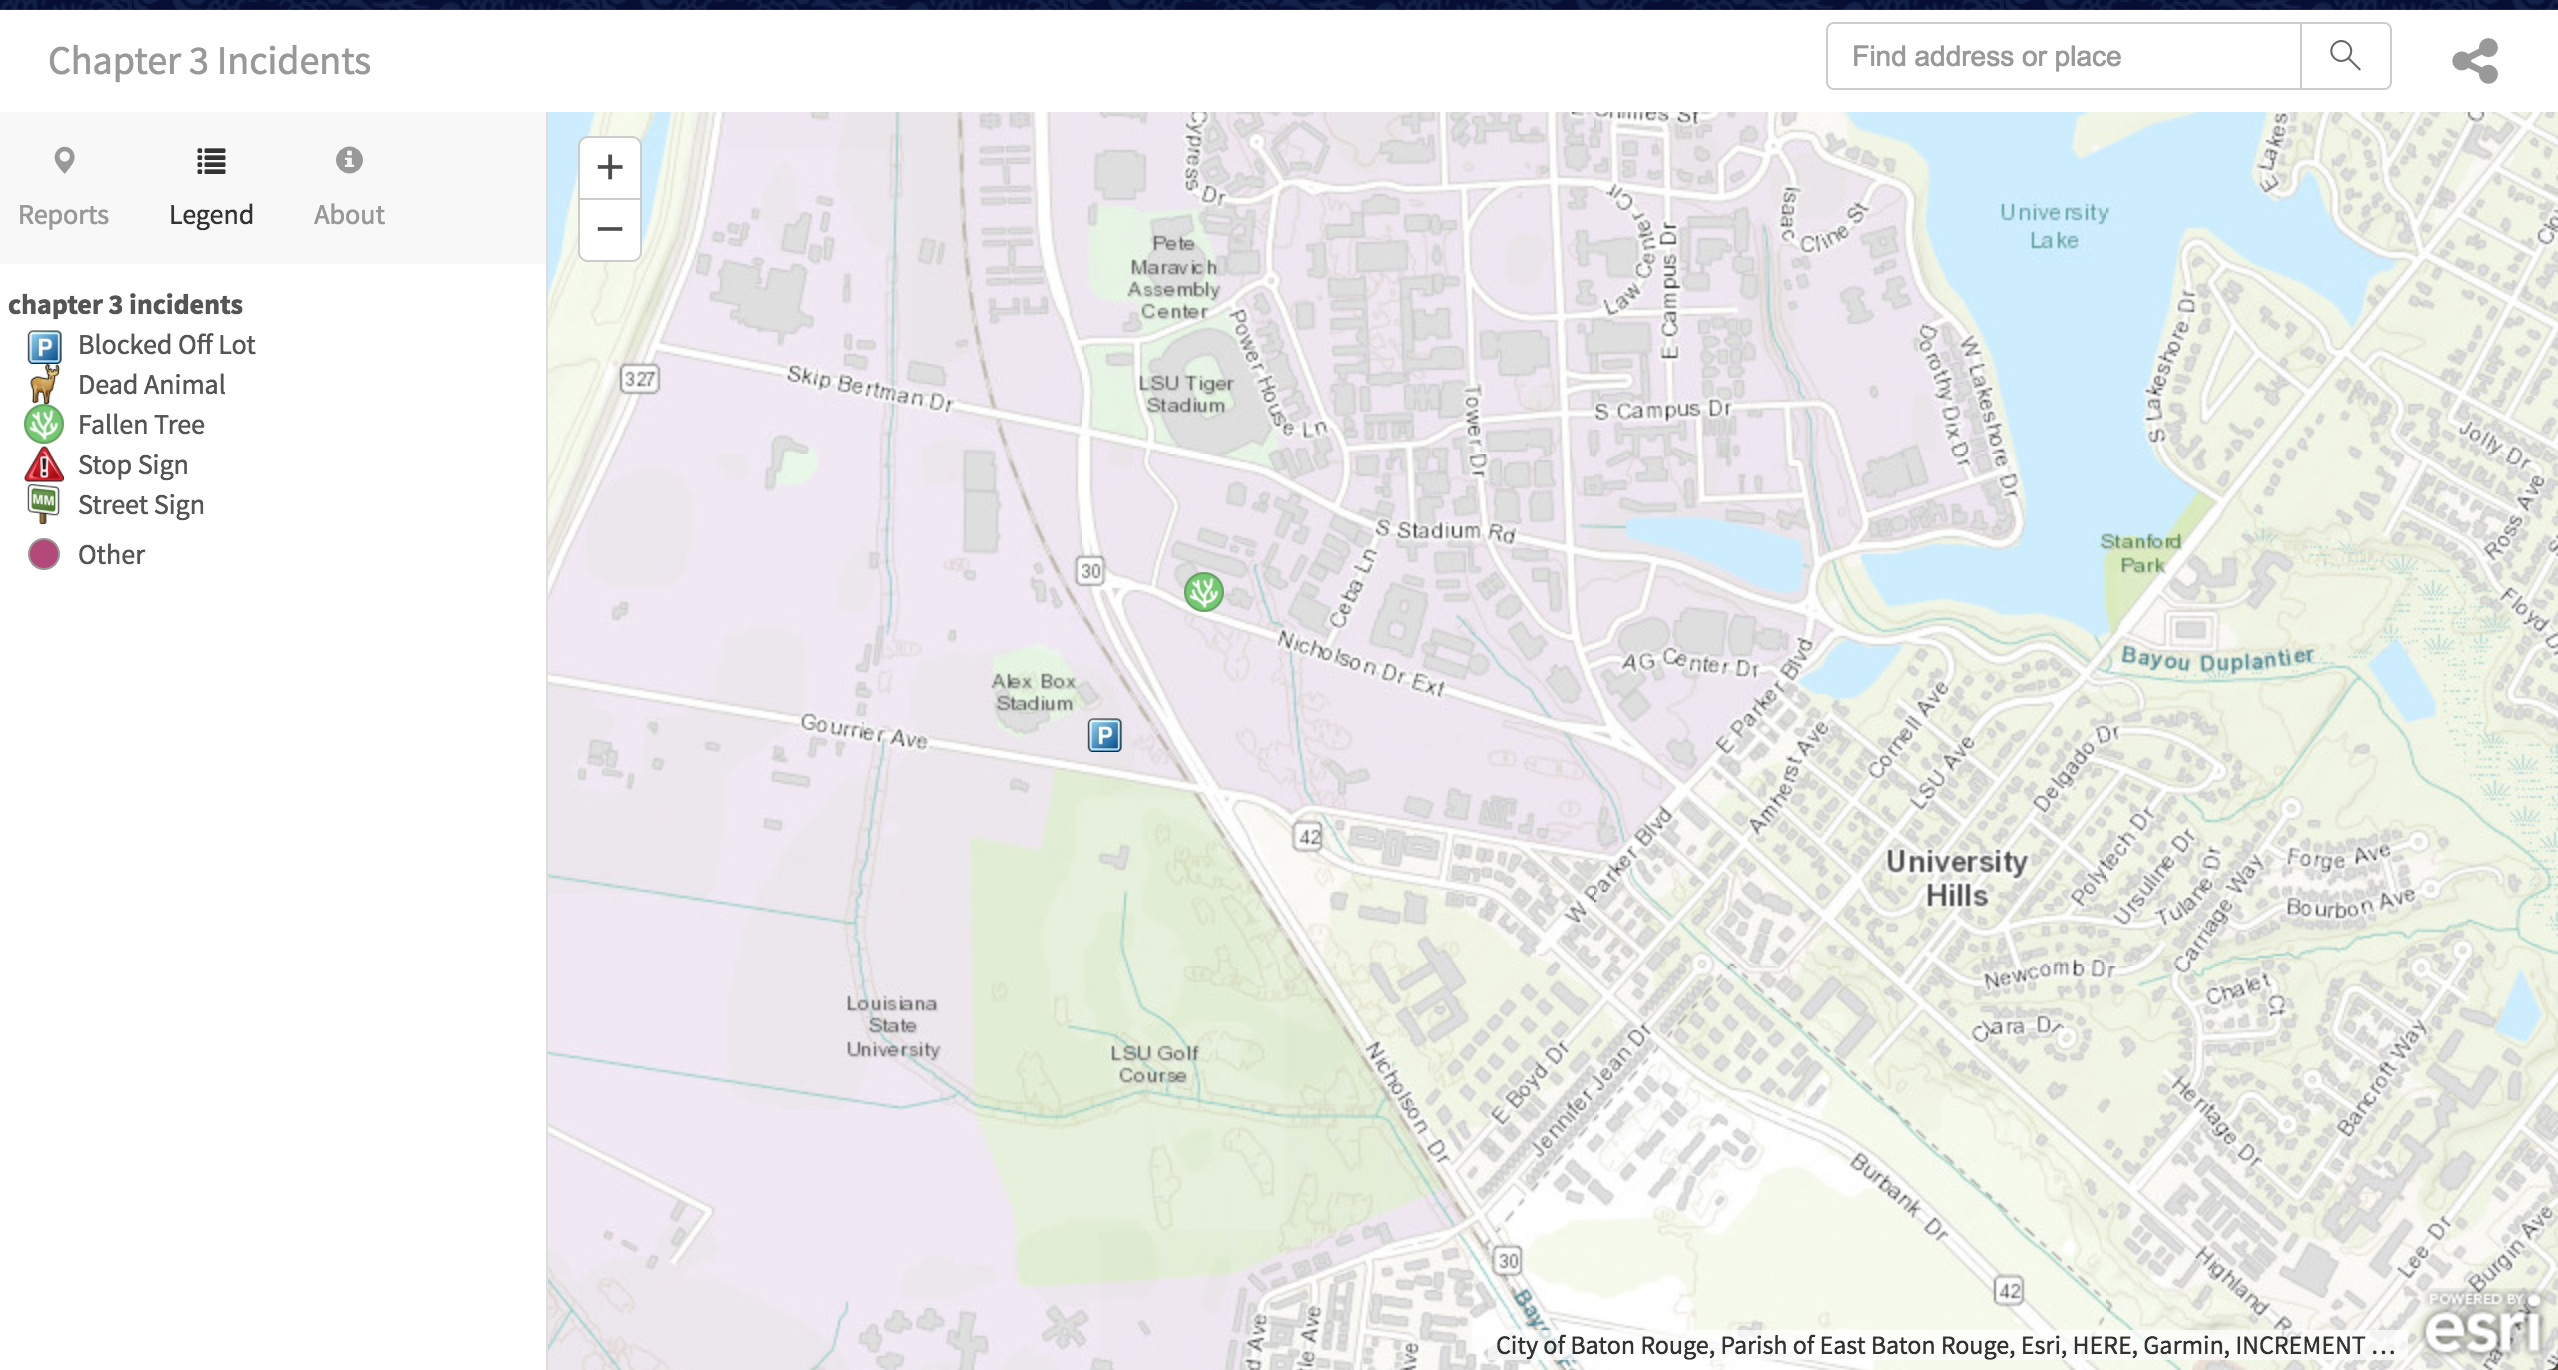 Chapter 3 Incidents
Find address or place
Reports
Legend
About
chapter 3 incidents
P Blocked Off Lot
Dead Animal
Fallen Tree
! Stop Sign
MM Street Sign
Other
+
−
Cypress Dr
Pete
Maravich
Assembly
Center
LSU Tiger
Stadium
Power House Ln
327
Skip Bertman Dr
Tower Dr
Law Center Cir
E Campus Dr
S Campus Dr
Isaac
Cline St
Dorothy Dix Dr
W Lakeshore Dr
University
Lake
E Lakes
S Lakeshore Dr
Jolly Dr
Ross Ave
Floyd D
Stanford
Park
Bayou Duplantier
S Stadium Rd
Ceba Ln
30
Nicholson Dr Ext
AG Center Dr
E Parker Blvd
Alex Box
Stadium
P
Gourrier Ave
42
W Parker Blvd
Amherst Ave
Cornell Ave
LSU Ave
Delgado Dr
University
Hills
Polytech Dr
Ursuline Dr
Tulane Dr
Carriage Way
Forge Ave
Bourbon Ave
Newcomb Dr
Chalet Ct
Clara Dr
Heritage Dr
Bancroft Way
Louisiana
State
University
LSU Golf
Course
Nicholson Dr
E Boyd Dr
Jennifer Jean Dr
Burbank Dr
30
42
Highland R
Lee Dr
Burgin Ave
POWERED BY
esri
City of Baton Rouge, Parish of East Baton Rouge, Esri, HERE, Garmin, INCREMENT ...